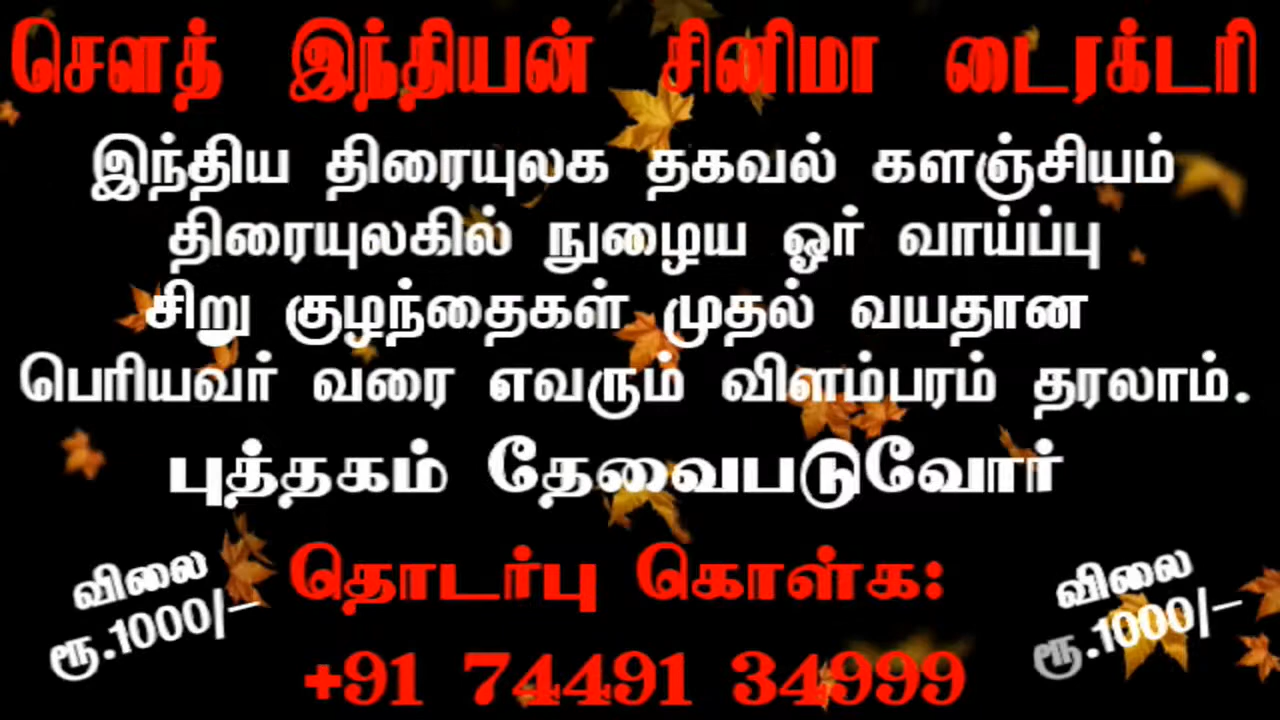 சௌத் இந்தியன் சினிமா டைரக்டரி
இந்திய திரையுலக தகவல் களஞ்சியம்
திரையுலகில் நுழைய ஓர் வாய்ப்பு
சிறு குழந்தைகள் முதல் வயதான
பெரியவர் வரை எவரும் விளம்பரம் தரலாம்.
புத்தகம் தேவைபடுவோர்
தொடர்பு கொள்க:
விலை
ரூ.1000/-
விலை
ரூ.1000/-
+91 74491 34999